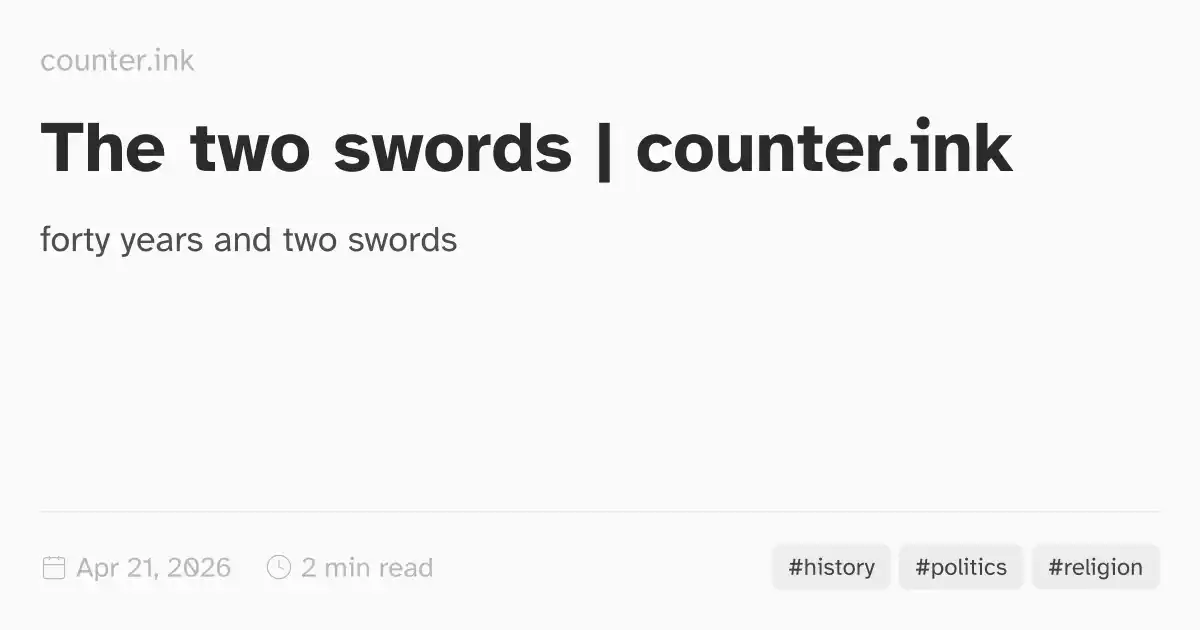 counter.ink
The two swords | counter.ink
forty years and two swords
Apr 21, 2026 2 min read #history #politics #religion